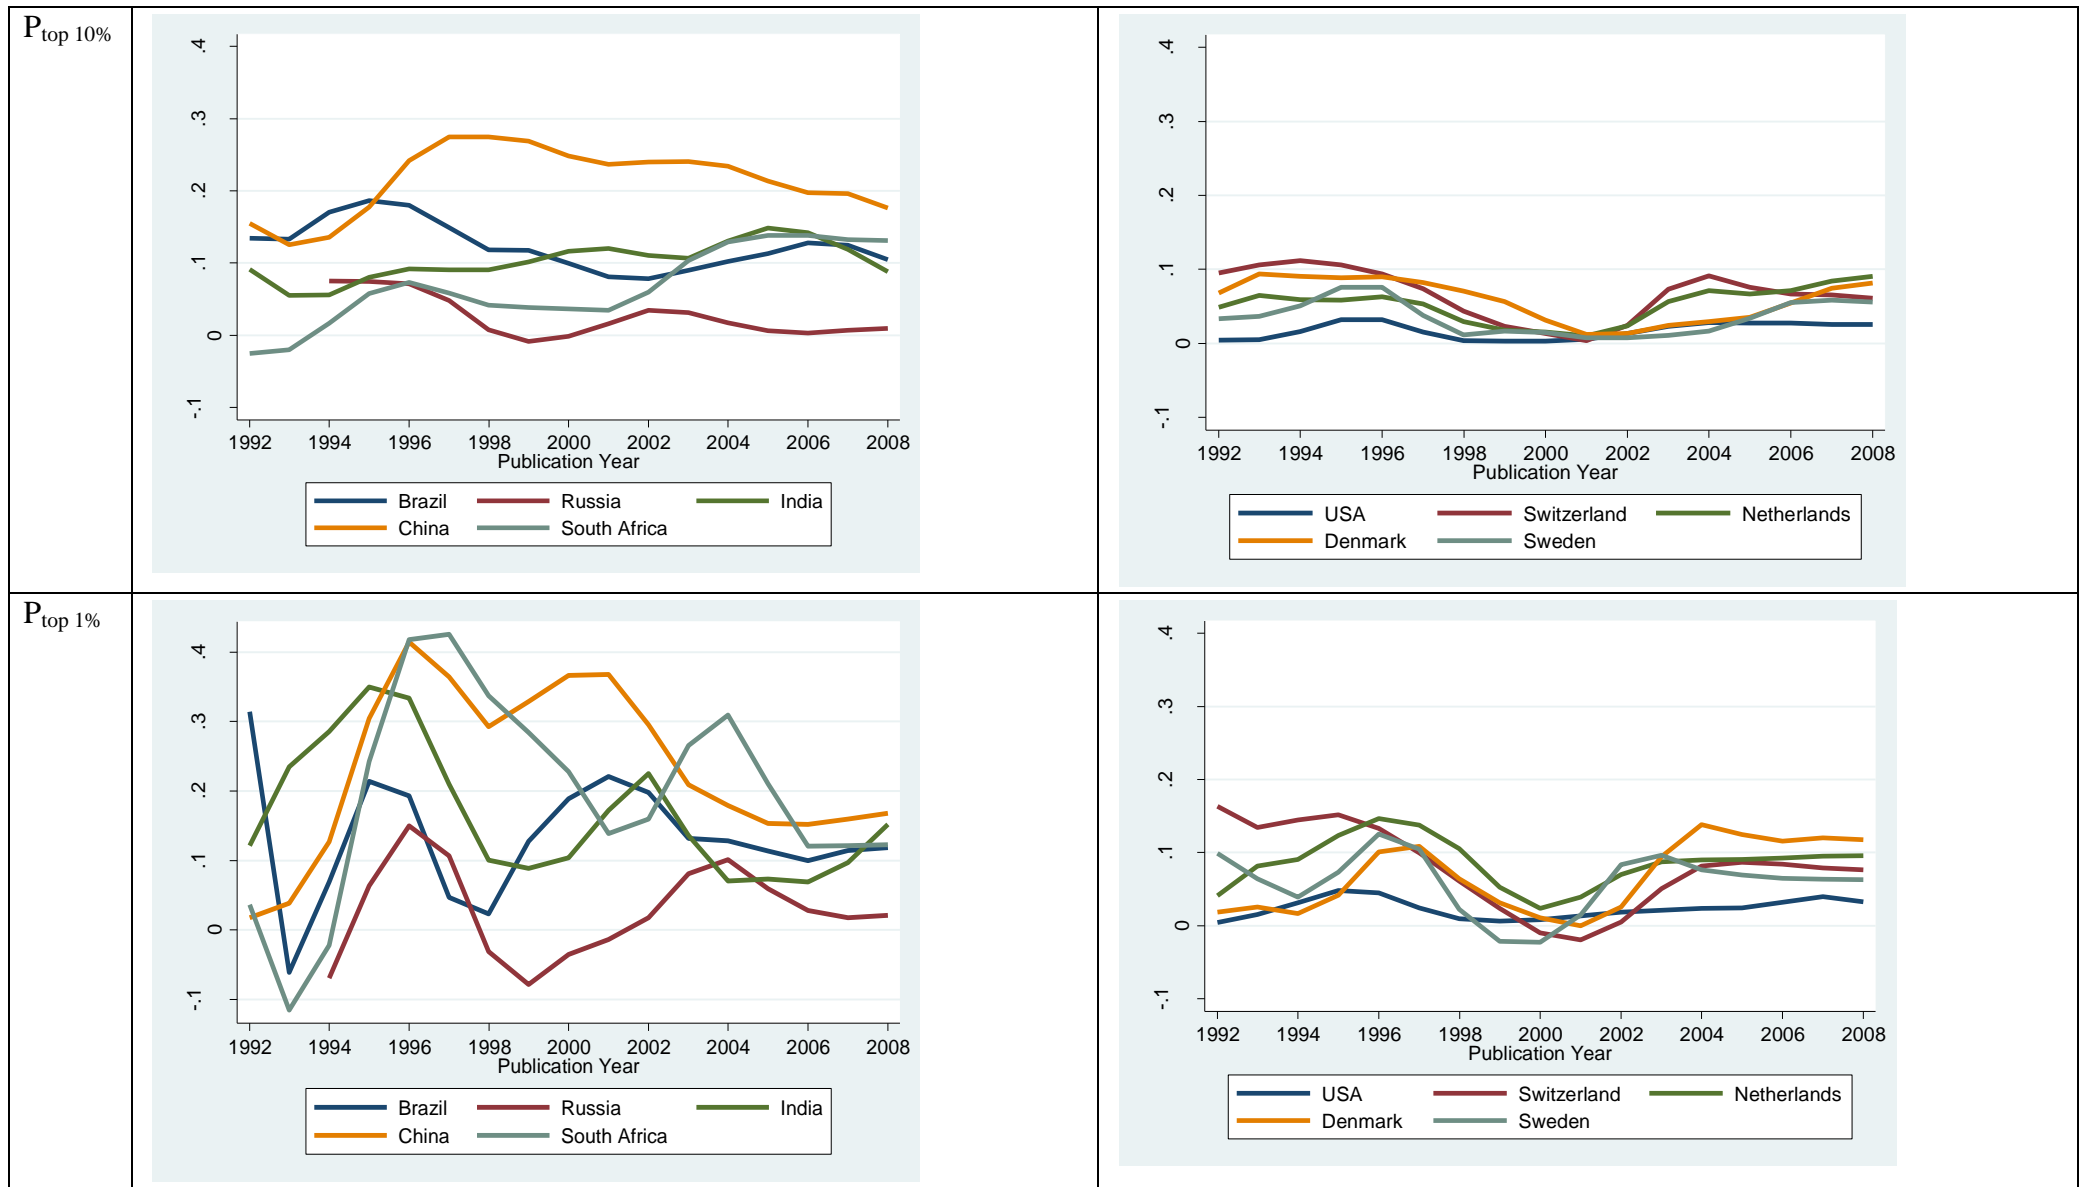 P top 10%
.4
.3
.2
.1
0
-.1
1992 1994 1996 1998 2000 2002 2004 2006 2008
Publication Year
Brazil Russia India
China South Africa
.4
.3
.2
.1
0
-.1
1992 1994 1996 1998 2000 2002 2004 2006 2008
Publication Year
USA Switzerland Netherlands
Denmark Sweden
P top 1%
.4
.3
.2
.1
0
-.1
1992 1994 1996 1998 2000 2002 2004 2006 2008
Publication Year
Brazil Russia India
China South Africa
.4
.3
.2
.1
0
-.1
1992 1994 1996 1998 2000 2002 2004 2006 2008
Publication Year
USA Switzerland Netherlands
Denmark Sweden